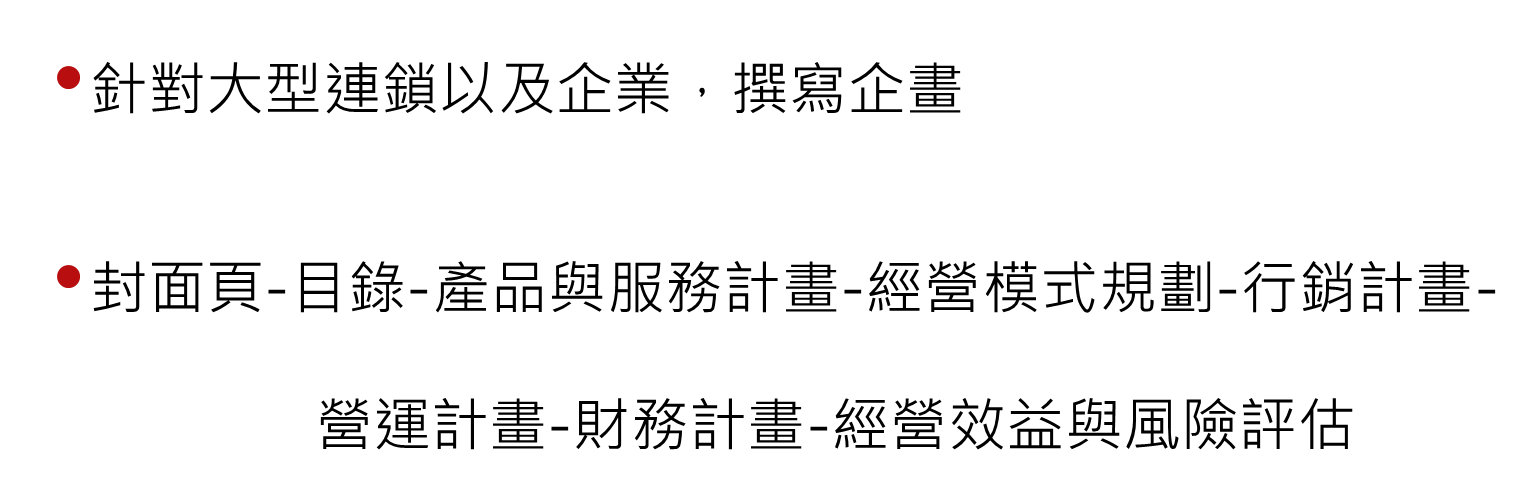 •針對大型連鎖以及企業，撰寫企畫
•封面頁-目錄-產品與服務計畫-經營模式規劃-行銷計畫-
營運計畫-財務計畫-經營效益與風險評估